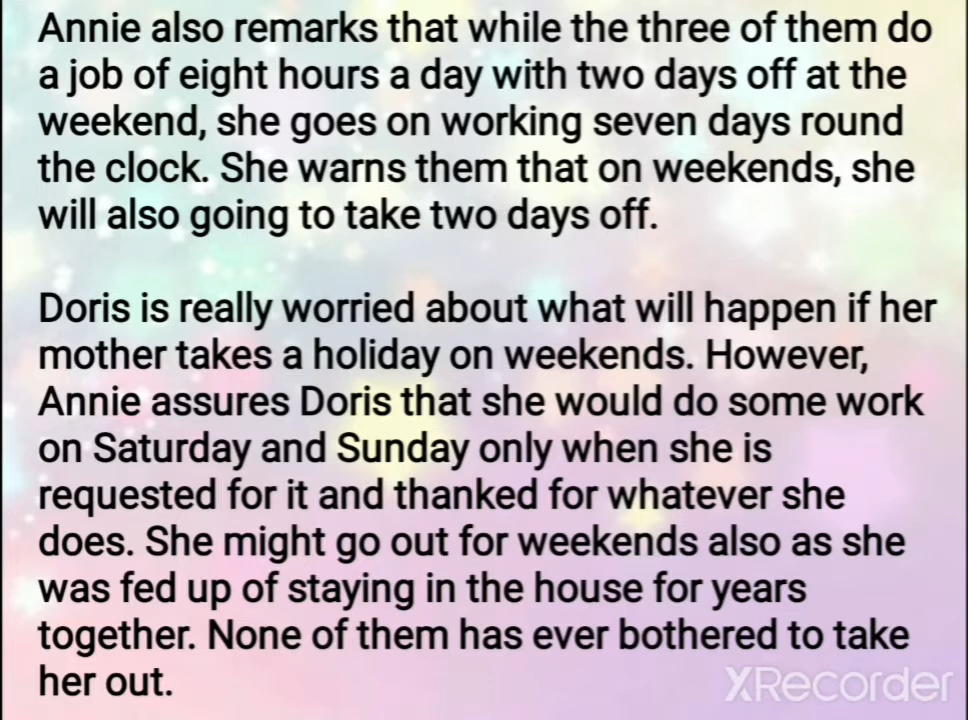 Annie also remarks that while the three of them do
a job of eight hours a day with two days off at the
weekend, she goes on working seven days round
the clock. She warns them that on weekends, she
will also going to take two days off.
Doris is really worried about what will happen if her
mother takes a holiday on weekends. However,
Annie assures Doris that she would do some work
on Saturday and Sunday only when she is
requested for it and thanked for whatever she
does. She might go out for weekends also as she
was fed up of staying in the house for years
together. None of them has ever bothered to take
her out.
XRecorder